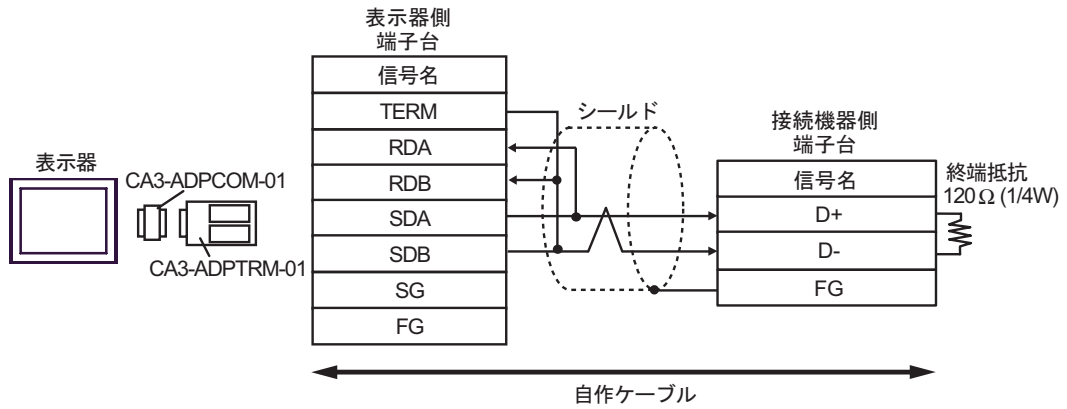 表示器側
端子台
信号名
TERM
RDA
RDB
SDA
SDB
SG
FG
シールド
接続機器側
端子台
信号名
D+
D-
FG
終端抵抗
120Ω (1/4W)
表示器
CA3-ADPCOM-01
CA3-ADPTRM-01
自作ケーブル